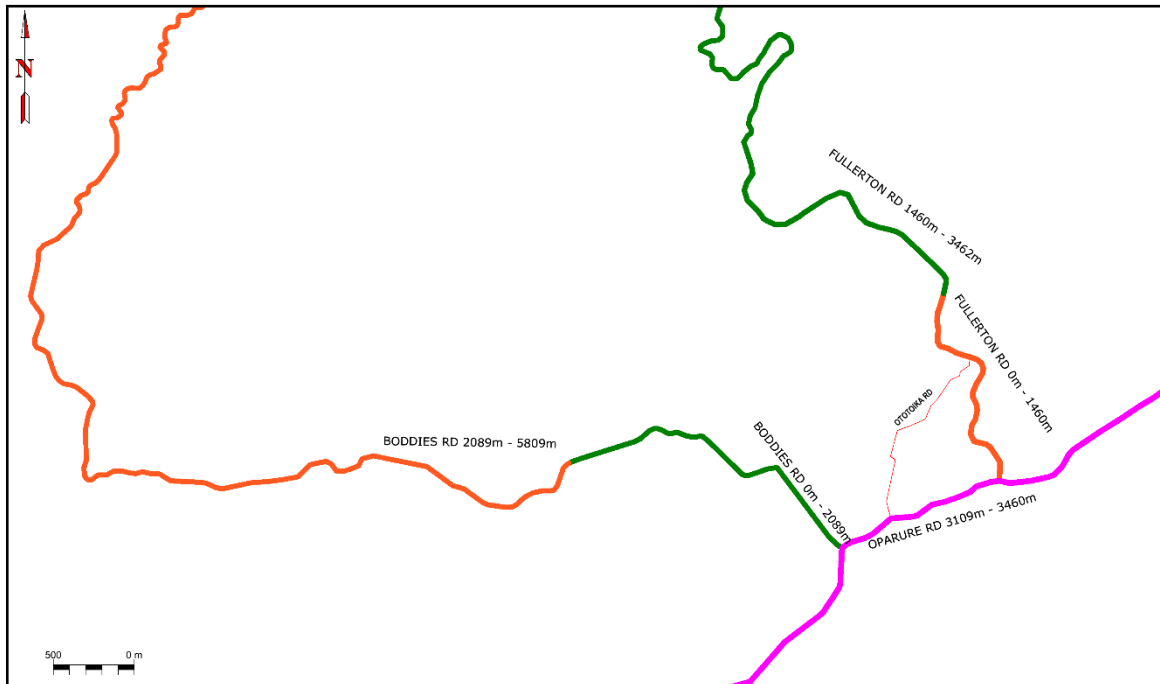 N
FULLERTON RD 1460m - 3462m
FULLERTON RD 0m - 1460m
OTOTOIKA RD
BODDIES RD 2089m - 5809m
BODDIES RD 0m - 2089m
OPARURE RD 3109m - 3460m
500 0 m